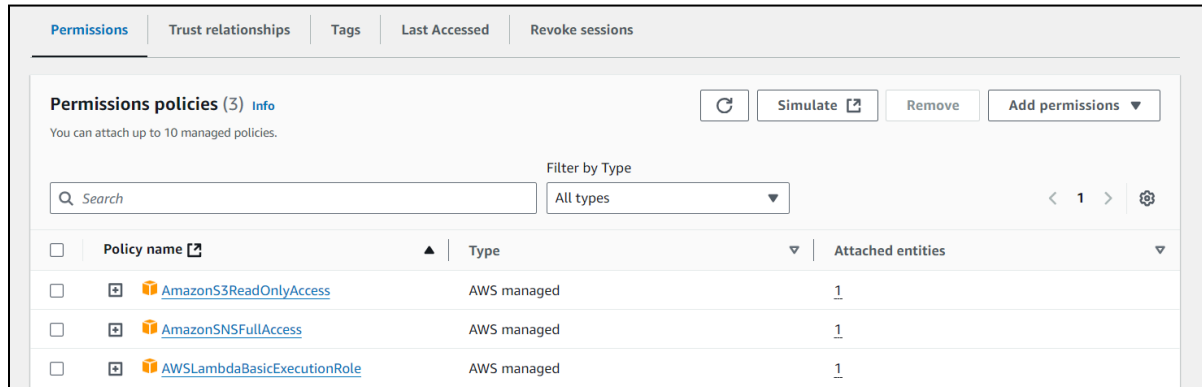 Permissions Trust relationships Tags Last Accessed Revoke sessions
Permissions policies (3) Info
Simulate Remove Add permissions
You can attach up to 10 managed policies.
Filter by Type
Search All types 1
Policy name Type Attached entities
AmazonS3ReadOnlyAccess AWS managed 1
AmazonSNSFullAccess AWS managed 1
AWSLambdaBasicExecutionRole AWS managed 1